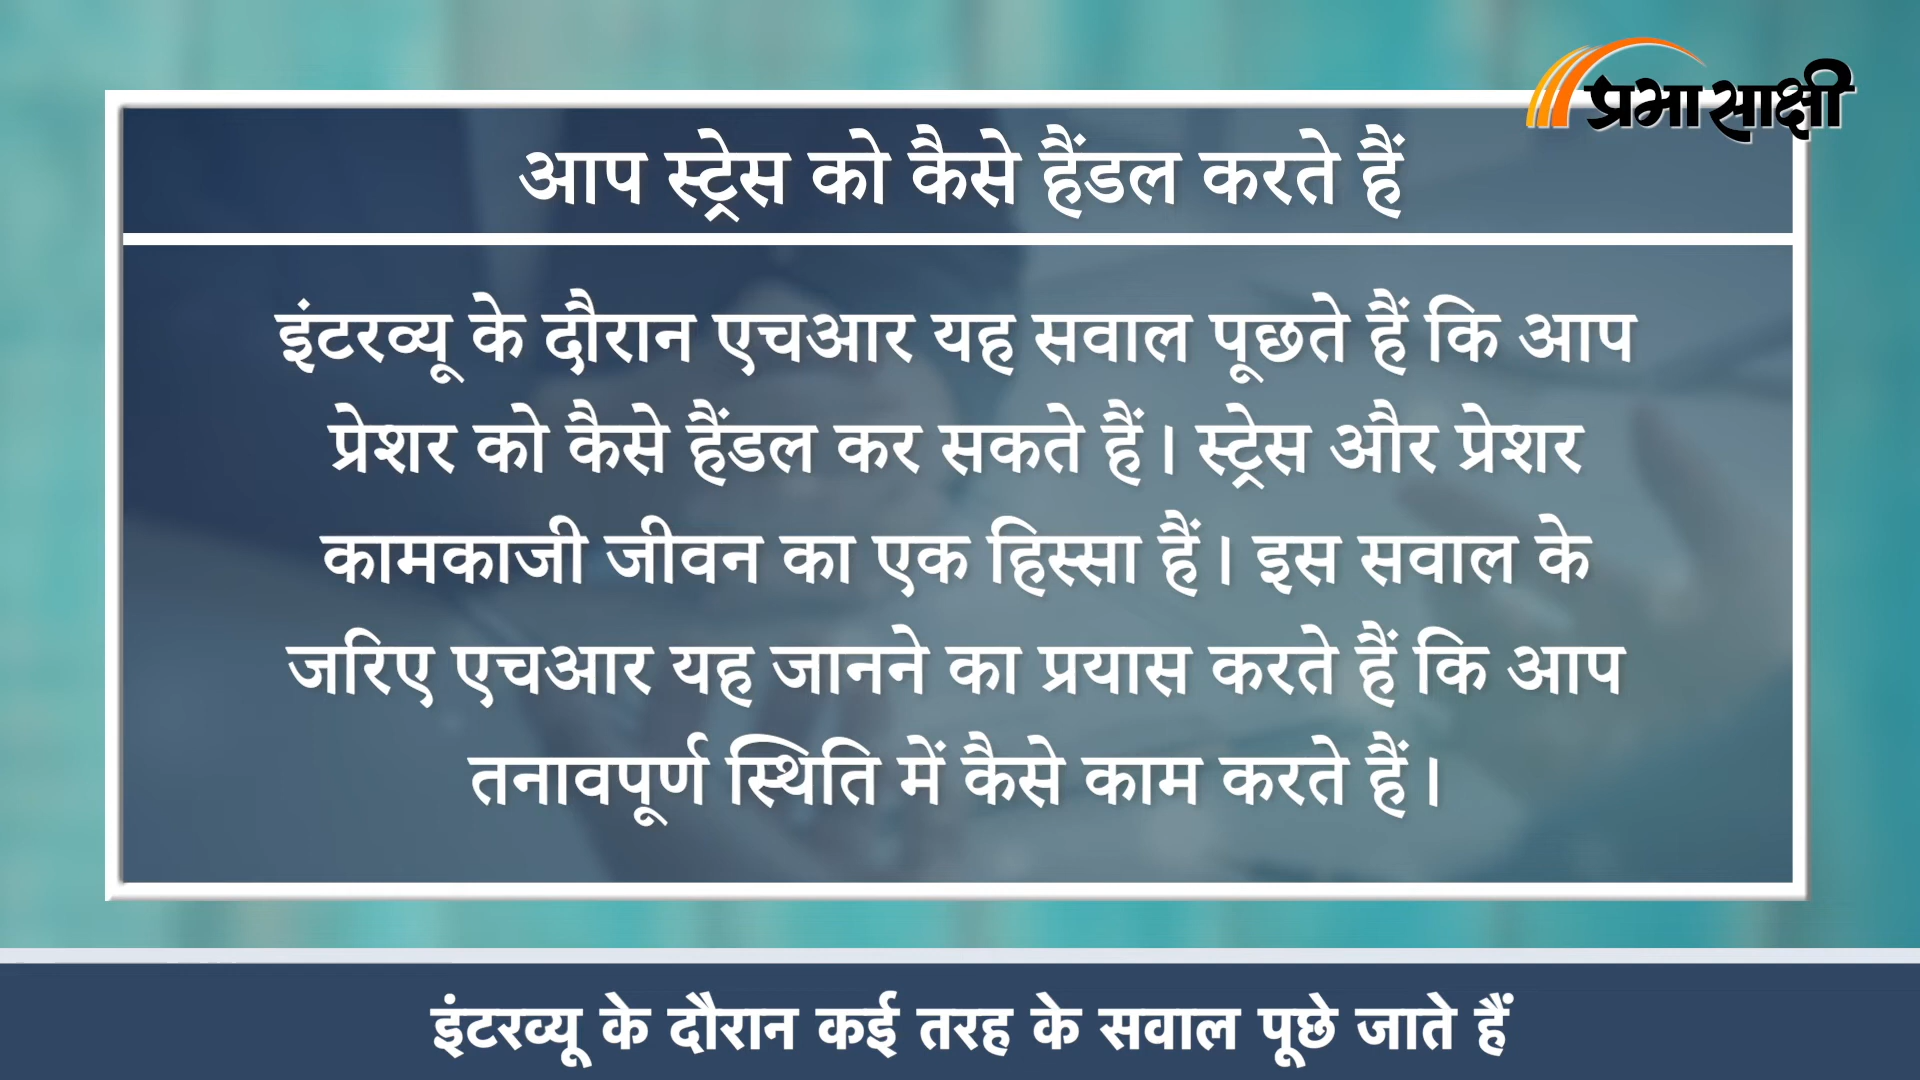 प्रभासाक्षी
आप स्ट्रेस को कैसे हैंडल करते हैं
इंटरव्यू के दौरान एचआर यह सवाल पूछते हैं कि आप
प्रेशर को कैसे हैंडल कर सकते हैं। स्ट्रेस और प्रेशर
कामकाजी जीवन का एक हिस्सा हैं। इस सवाल के
जरिए एचआर यह जानने का प्रयास करते हैं कि आप
तनावपूर्ण स्थिति में कैसे काम करते हैं।
इंटरव्यू के दौरान कई तरह के सवाल पूछे जाते हैं